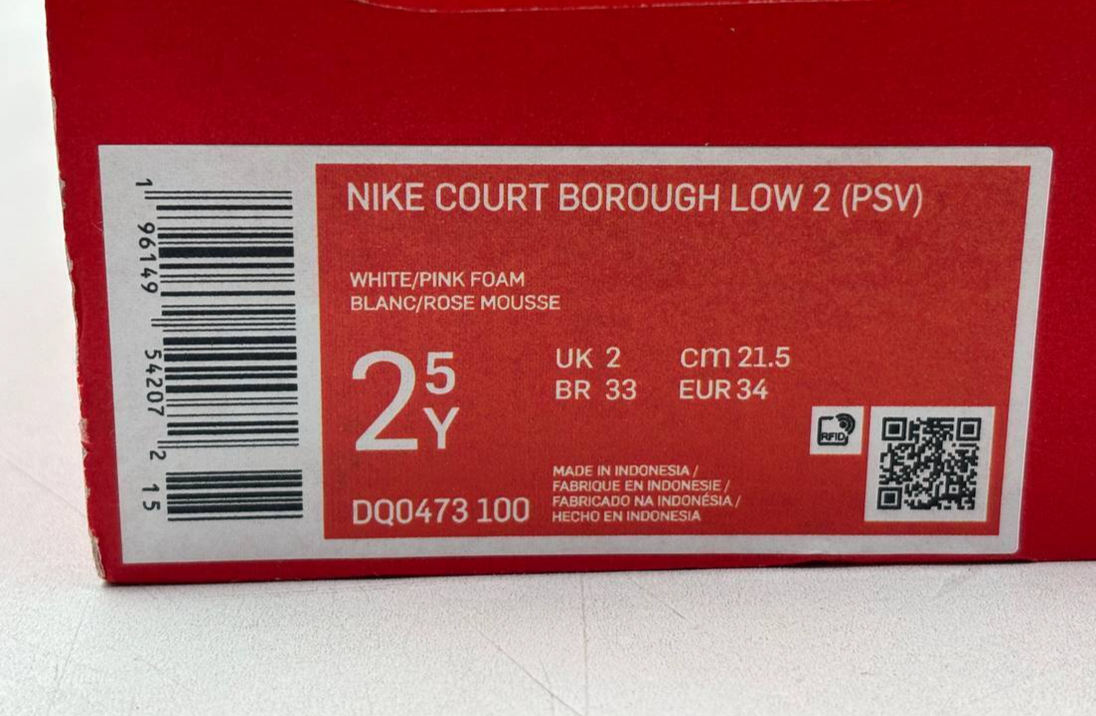 1 96149 54207 2 15
NIKE COURT BOROUGH LOW 2 (PSV)
WHITE/PINK FOAM
BLANC/ROSE MOUSSE
2 5 Y
UK 2 cm 21.5
BR 33 EUR 34
RFID
MADE IN INDONESIA /
FABRIQUE EN INDONESIE /
FABRICADO NA INDONÉSIA /
HECHO EN INDONESIA
DQ0473 100